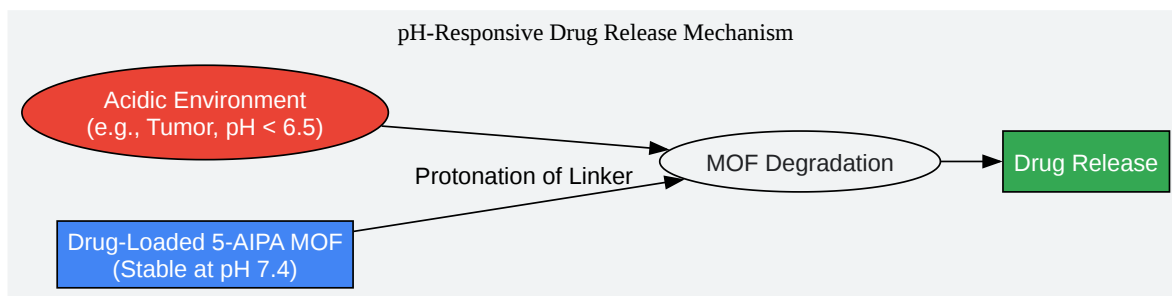 pH-Responsive Drug Release Mechanism
Acidic Environment
(e.g., Tumor, pH < 6.5)
Protonation of Linker
MOF Degradation
Drug Release
Drug-Loaded 5-AIPA MOF
(Stable at pH 7.4)